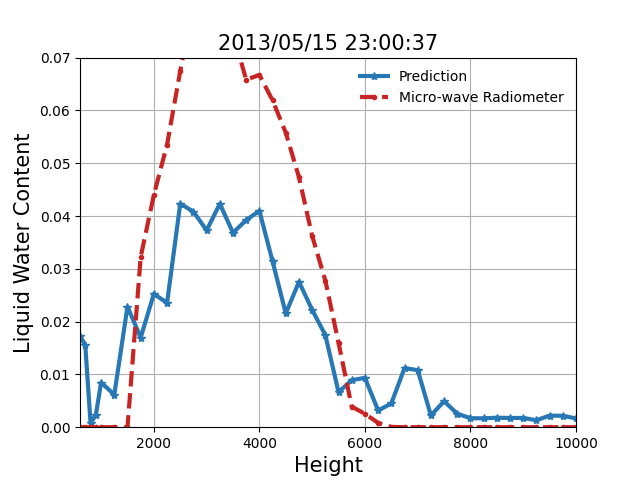 2013/05/15 23:00:37
Prediction
Micro-wave Radiometer
Liquid Water Content
0.07
0.06
0.05
0.04
0.03
0.02
0.01
0.00
2000 4000 6000 8000 10000
Height